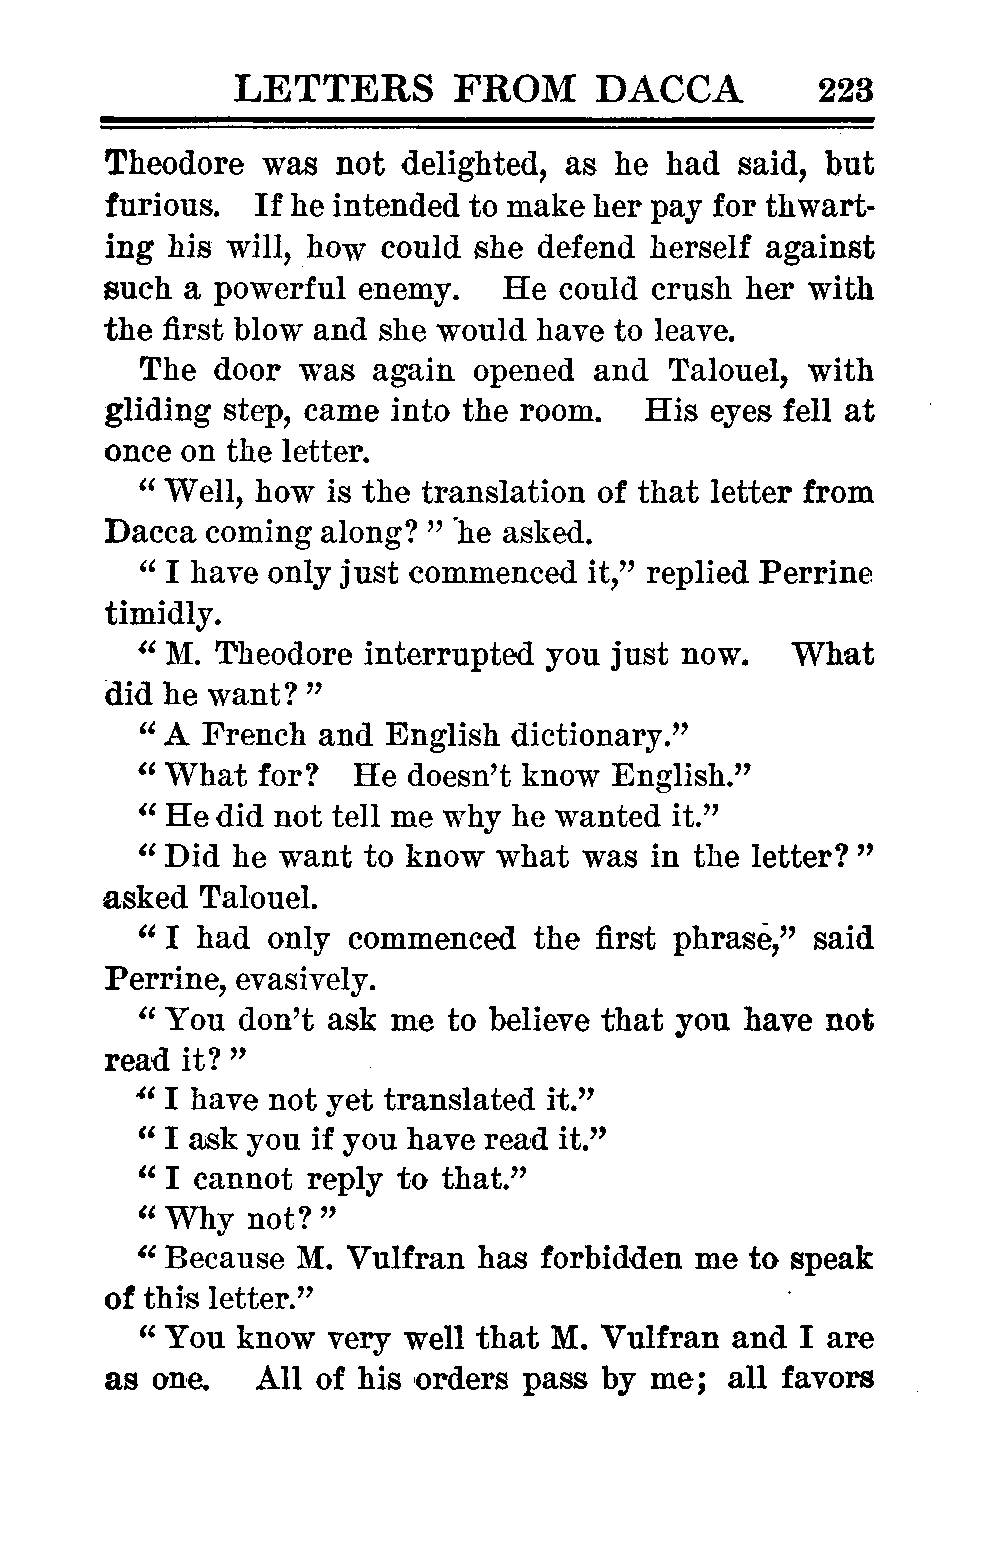 LETTERS FROM DACCA 223
Theodore was not delighted, as he had said, but
furious. If he intended to make her pay for thwart-
ing his will, how could she defend herself against
such a powerful enemy. He could crush her with
the first blow and she would have to leave.
The door was again opened and Talouel, with
gliding step, came into the room. His eyes fell at
once on the letter.
“ Well, how is the translation of that letter from
Dacca coming along? ” he asked.
“ I have only just commenced it,” replied Perrine
timidly.
“ M. Theodore interrupted you just now. What
did he want? ”
“ A French and English dictionary.”
“ What for? He doesn’t know English.”
“ He did not tell me why he wanted it.”
“ Did he want to know what was in the letter? ”
asked Talouel.
“ I had only commenced the first phrase,” said
Perrine, evasively.
“ You don’t ask me to believe that you have not
read it? ”
“ I have not yet translated it.”
“ I ask you if you have read it.”
“ I cannot reply to that.”
“ Why not? ”
“ Because M. Vulfran has forbidden me to speak
of this letter.”
“ You know very well that M. Vulfran and I are
as one. All of his orders pass by me; all favors